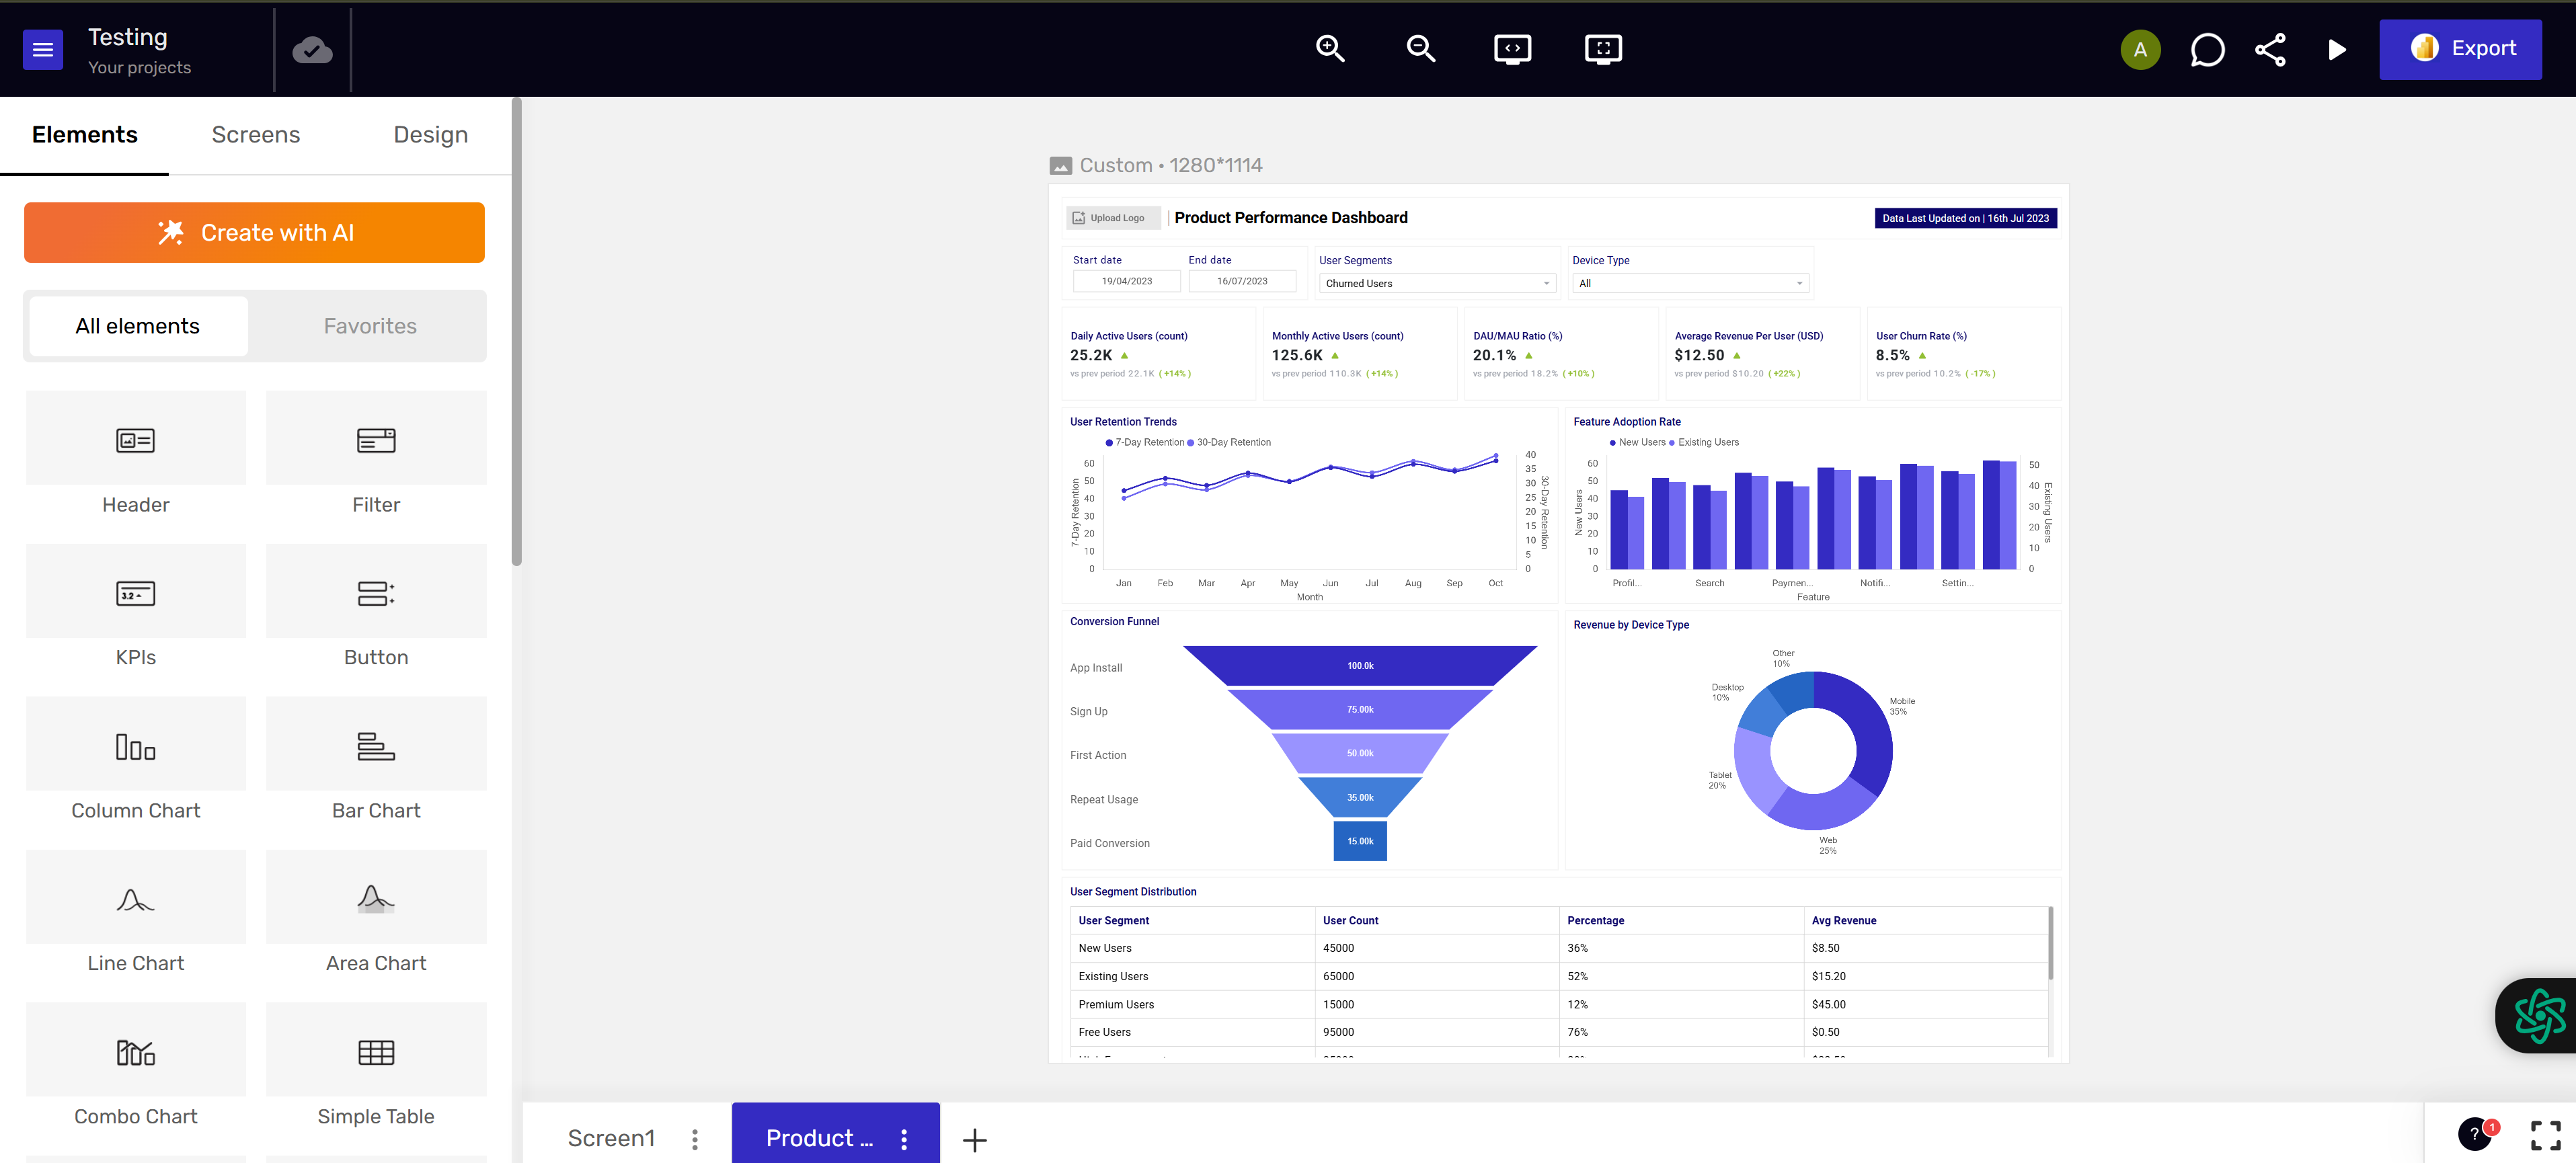 Testing
Your projects
A
Export
Elements Screens Design
Create with AI
All elements Favorites
Header Filter
3.2
KPIs Button
Column Chart Bar Chart
Line Chart Area Chart
Combo Chart Simple Table
Custom • 1280*1114
Upload Logo
Product Performance Dashboard
Data Last Updated on | 16th Jul 2023
Start date End date User Segments Device Type
19/04/2023 16/07/2023 Churned Users All
Daily Active Users (count)
25.2K
vs prev period 22.1K (+14%)
Monthly Active Users (count)
125.6K
vs prev period 110.3K (+14%)
DAU/MAU Ratio (%)
20.1%
vs prev period 18.2% (+10%)
Average Revenue Per User (USD)
$12.50
vs prev period $10.20 (+22%)
User Churn Rate (%)
8.5%
vs prev period 10.2% (-17%)
User Retention Trends
7-Day Retention 30-Day Retention
7-Day Retention
60
50
40
30
20
10
0
40
35
30
25
20
15
10
5
0
30-Day Retention
Jan Feb Mar Apr May Jun Jul Aug Sep Oct
Month
Feature Adoption Rate
New Users Existing Users
New Users
60
50
40
30
20
10
0
50
40
30
20
10
0
Existing Users
Profil... Search Paymen... Notifi... Settin...
Feature
Conversion Funnel
App Install 100.0k
Sign Up 75.00k
First Action 50.00k
Repeat Usage 35.00k
Paid Conversion 15.00k
Revenue by Device Type
Other
10%
Desktop
10%
Mobile
35%
Tablet
20%
Web
25%
User Segment Distribution
User Segment User Count Percentage Avg Revenue
New Users 45000 36% $8.50
Existing Users 65000 52% $15.20
Premium Users 15000 12% $45.00
Free Users 95000 76% $0.50
Screen1 Product ...
? 1